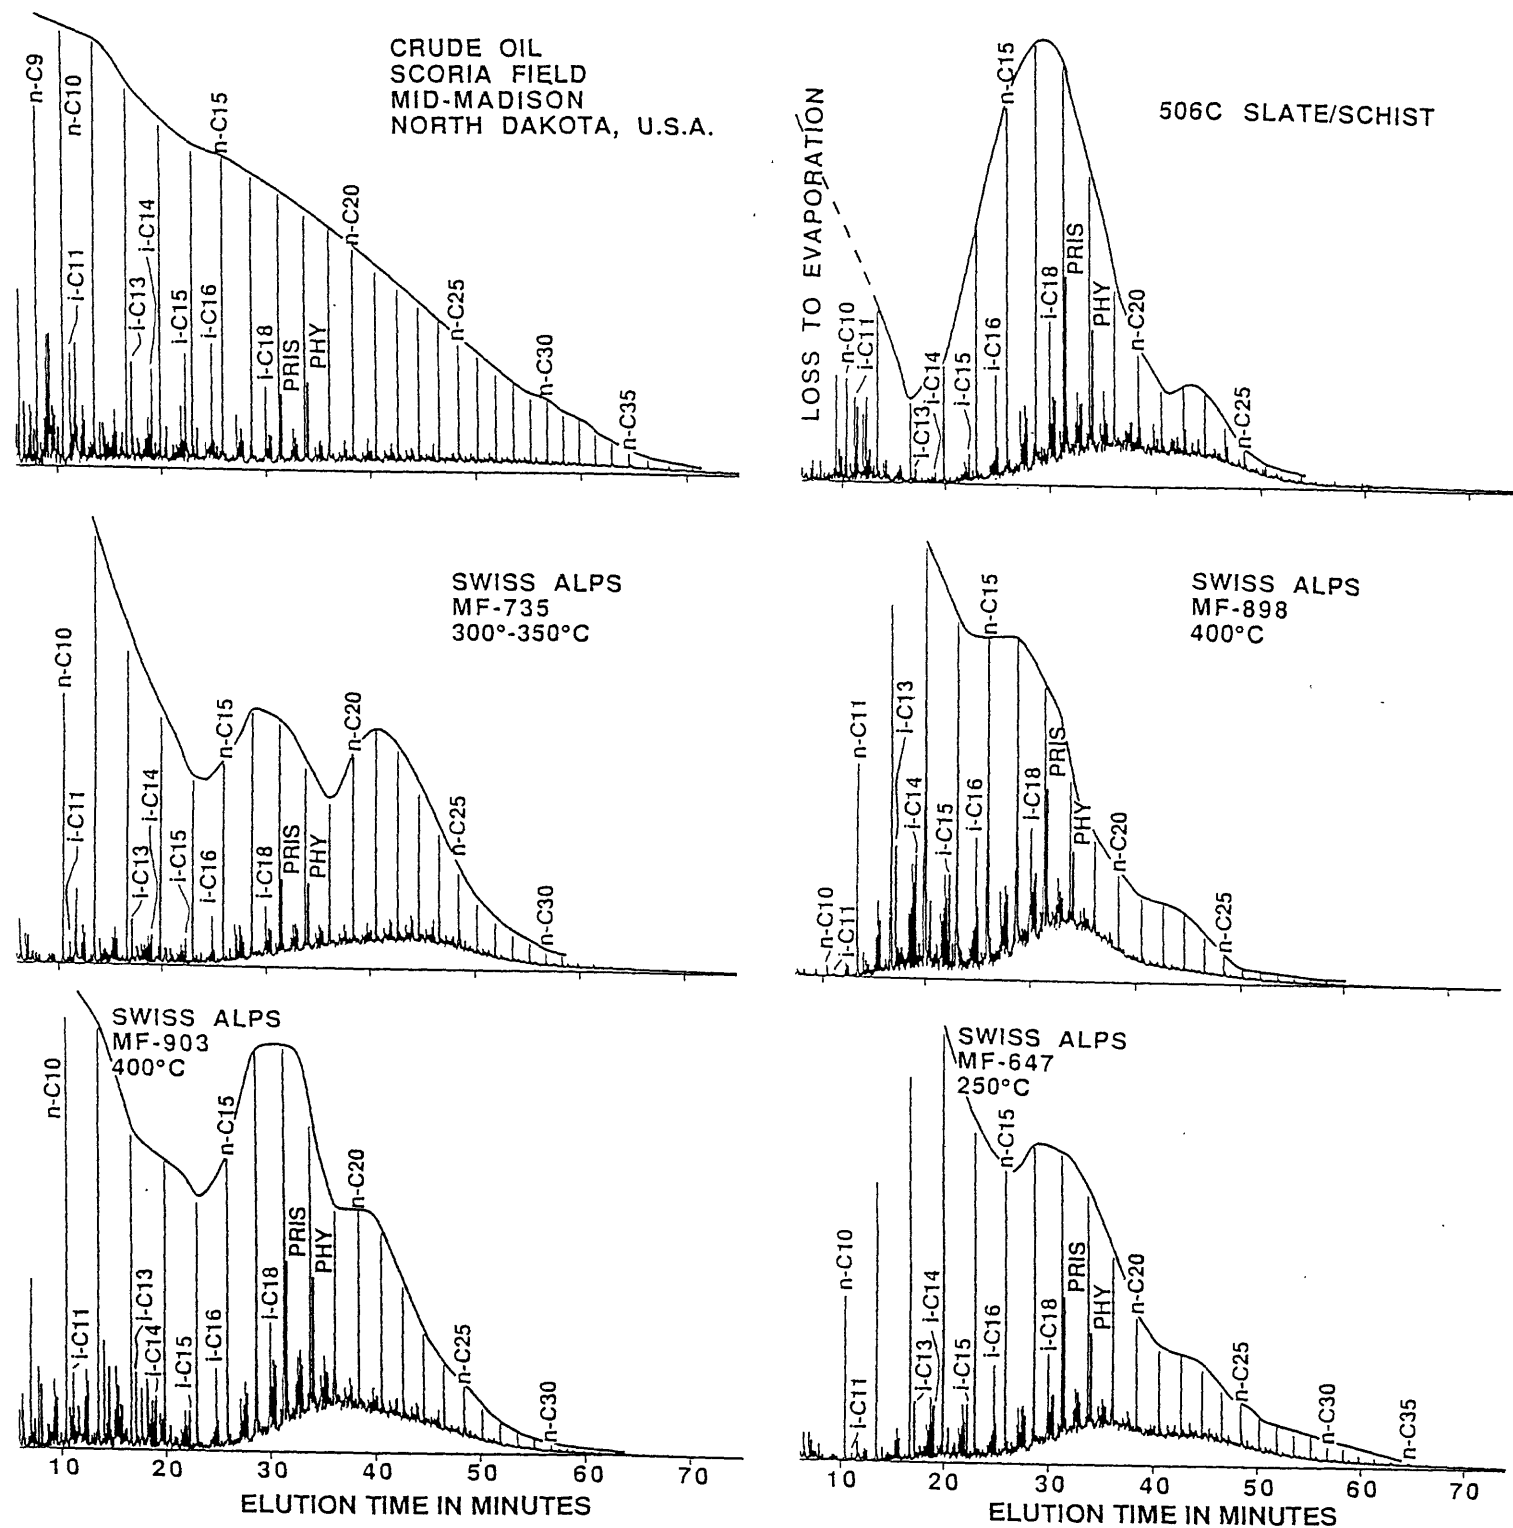 CRUDE OIL
SCORIA FIELD
MID-MADISON
NORTH DAKOTA, U.S.A.
n-C9
n-C10
i-C11
i-C13
i-C14
i-C15
i-C16
n-C15
i-C18
PRIS
PHY
n-C20
n-C25
n-C30
n-C35
506C SLATE/SCHIST
LOSS TO EVAPORATION
n-C10
i-C11
i-C13
i-C14
i-C15
i-C16
n-C15
i-C18
PRIS
PHY
n-C20
n-C25
SWISS ALPS
MF-735
300°-350°C
n-C10
i-C11
i-C13
i-C14
i-C15
i-C16
n-C15
i-C18
PRIS
PHY
n-C20
n-C25
n-C30
SWISS ALPS
MF-898
400°C
n-C10
i-C11
n-C11
i-C13
i-C14
i-C15
i-C16
n-C15
i-C18
PRIS
PHY
n-C20
n-C25
SWISS ALPS
MF-903
400°C
n-C10
i-C11
i-C13
i-C14
i-C15
i-C16
n-C15
i-C18
PRIS
PHY
n-C20
n-C25
n-C30
10 20 30 40 50 60 70
ELUTION TIME IN MINUTES
SWISS ALPS
MF-647
250°C
n-C10
i-C11
i-C13
i-C14
i-C15
i-C16
n-C15
i-C18
PRIS
PHY
n-C20
n-C25
n-C30
n-C35
10 20 30 40 50 60 70
ELUTION TIME IN MINUTES